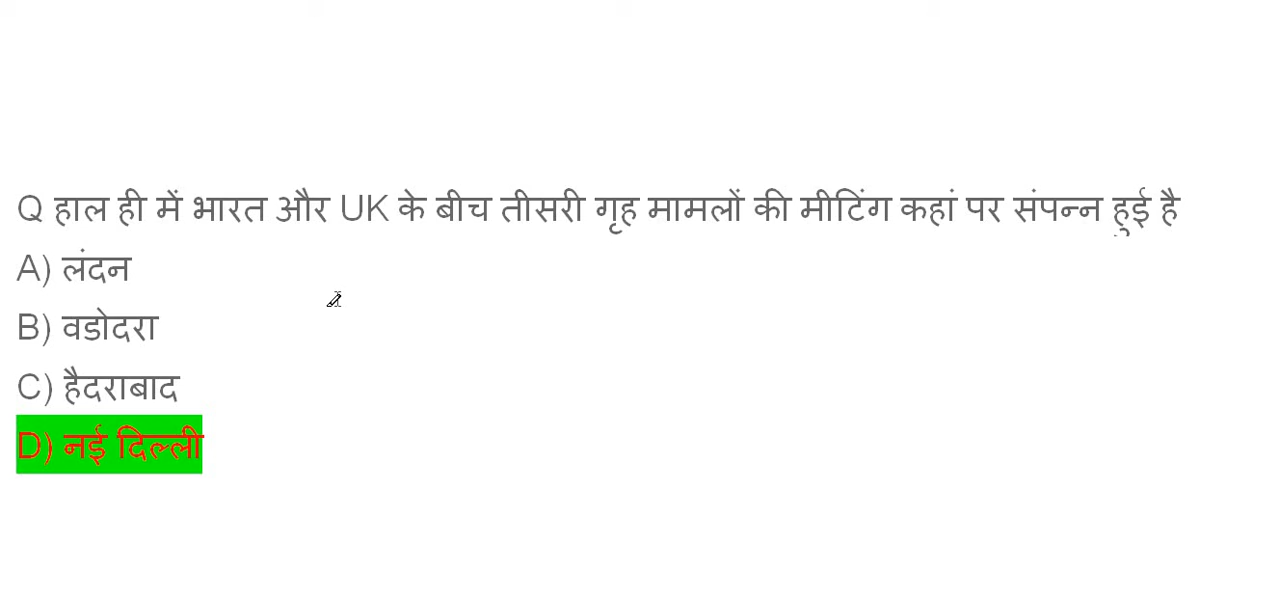 Q हाल ही में भारत और UK के बीच तीसरी गृह मामलों की मीटिंग कहां पर संपन्न हुई है
A) लंदन
B) वडोदरा
C) हैदराबाद
D) नई दिल्ली